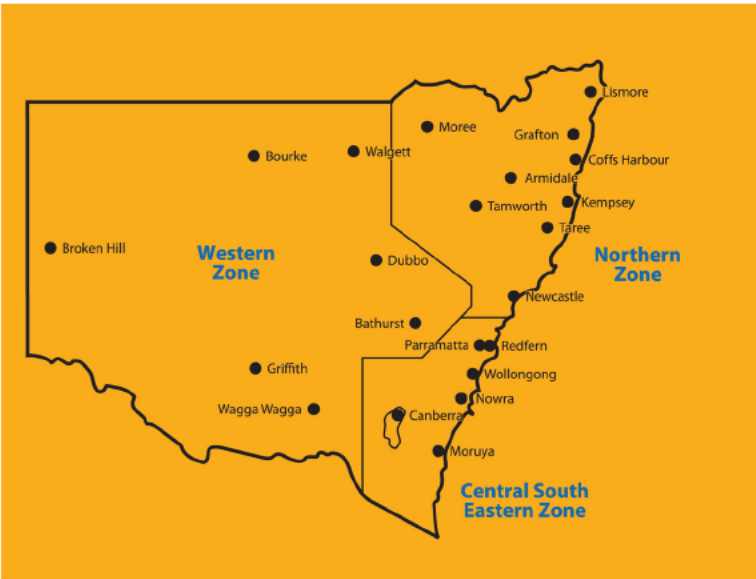 Lismore
Moree
Grafton
Walgett
Bourke
Coffs Harbour
Armidale
Kempsey
Tamworth
Taree
Broken Hill
Western
Zone
Northern
Zone
Dubbo
Newcastle
Bathurst
Parramatta
Redfern
Griffith
Wollongong
Nowra
Wagga Wagga
Canberra
Moruya
Central South
Eastern Zone